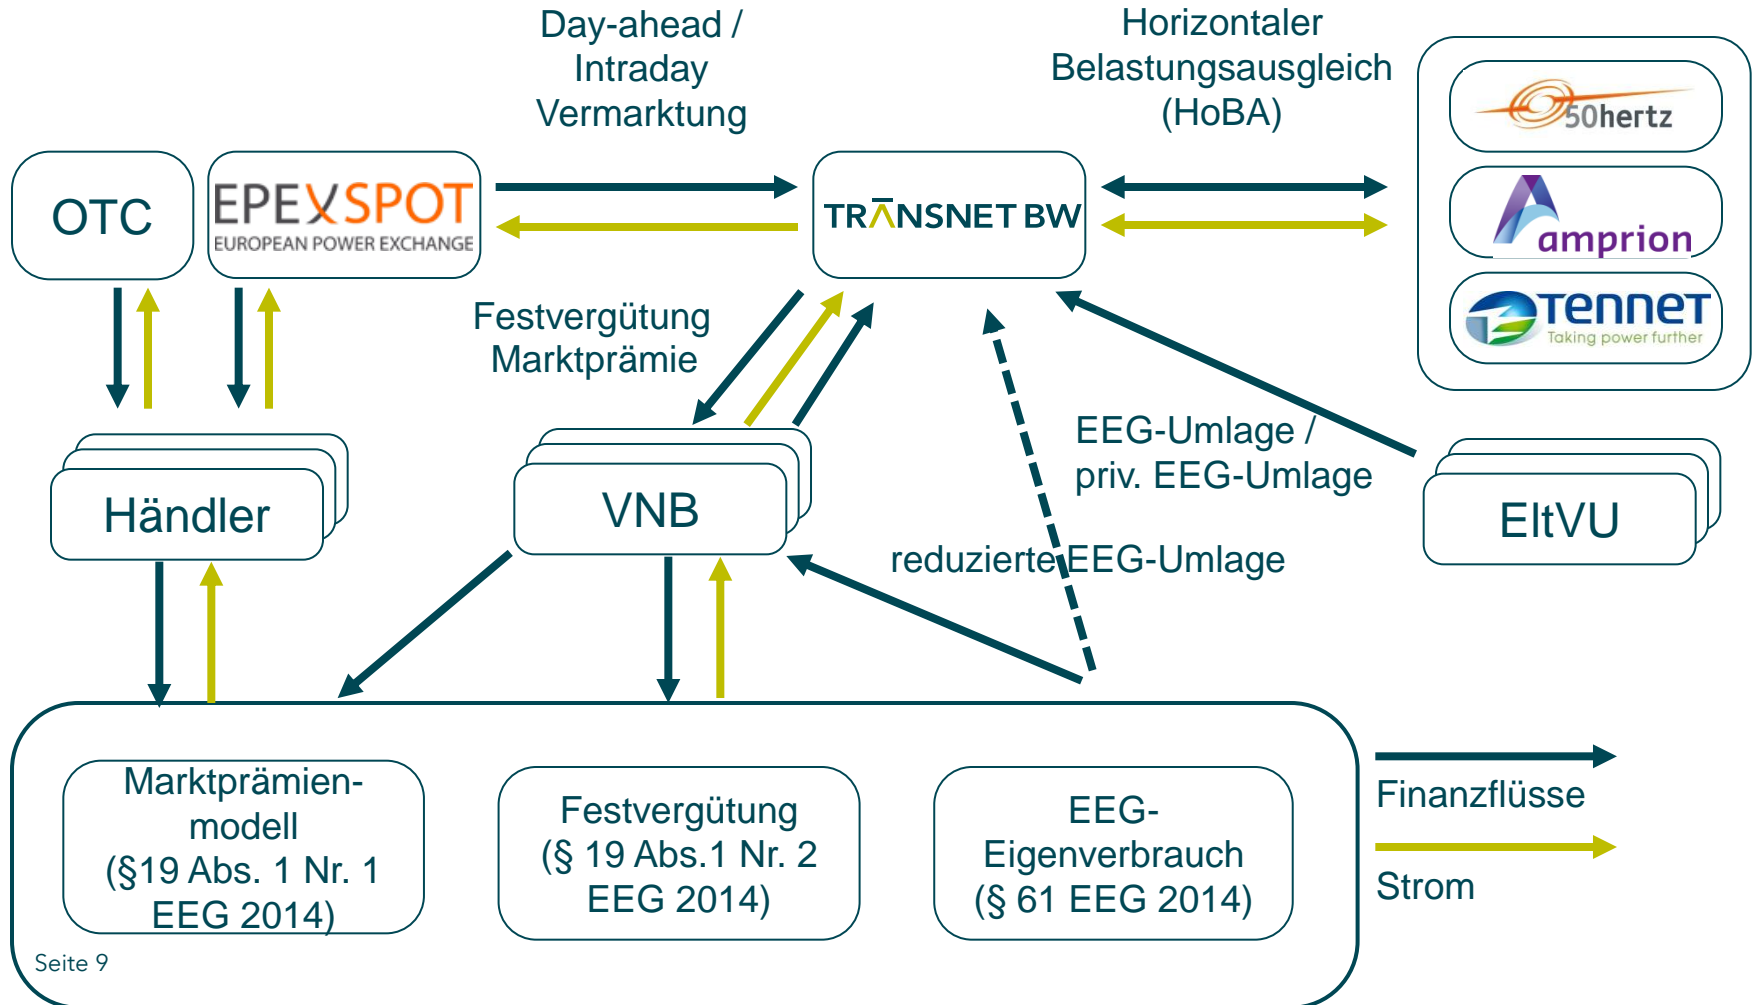 Day-ahead /
Intraday
Vermarktung
Horizontaler
Belastungsausgleich
(HoBA)
OTC
EPEXSPOT
EUROPEAN POWER EXCHANGE
TRANSNET BW
50hertz
amprion
TenneT
Taking power further
Festvergütung
Marktprämie
EEG-Umlage /
priv. EEG-Umlage
Händler
VNB
EltVU
reduzierte EEG-Umlage
Marktprämien-
modell
(§19 Abs. 1 Nr. 1
EEG 2014)
Festvergütung
(§ 19 Abs.1 Nr. 2
EEG 2014)
EEG-
Eigenverbrauch
(§ 61 EEG 2014)
Finanzflüsse
Strom
Seite 9